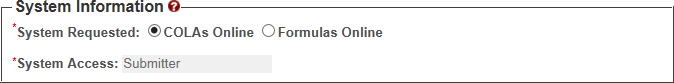 System Information ?
*System Requested: COLAs Online Formulas Online
*System Access: Submitter